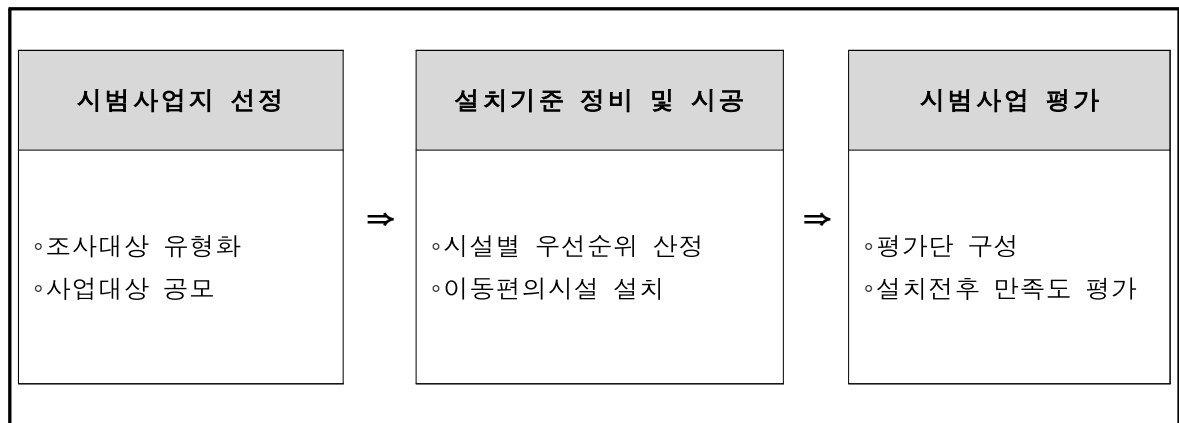 시범사업지 선정
◦조사대상 유형화
◦사업대상 공모
⇒
설치기준 정비 및 시공
◦시설별 우선순위 산정
◦이동편의시설 설치
⇒
시범사업 평가
◦평가단 구성
◦설치전후 만족도 평가